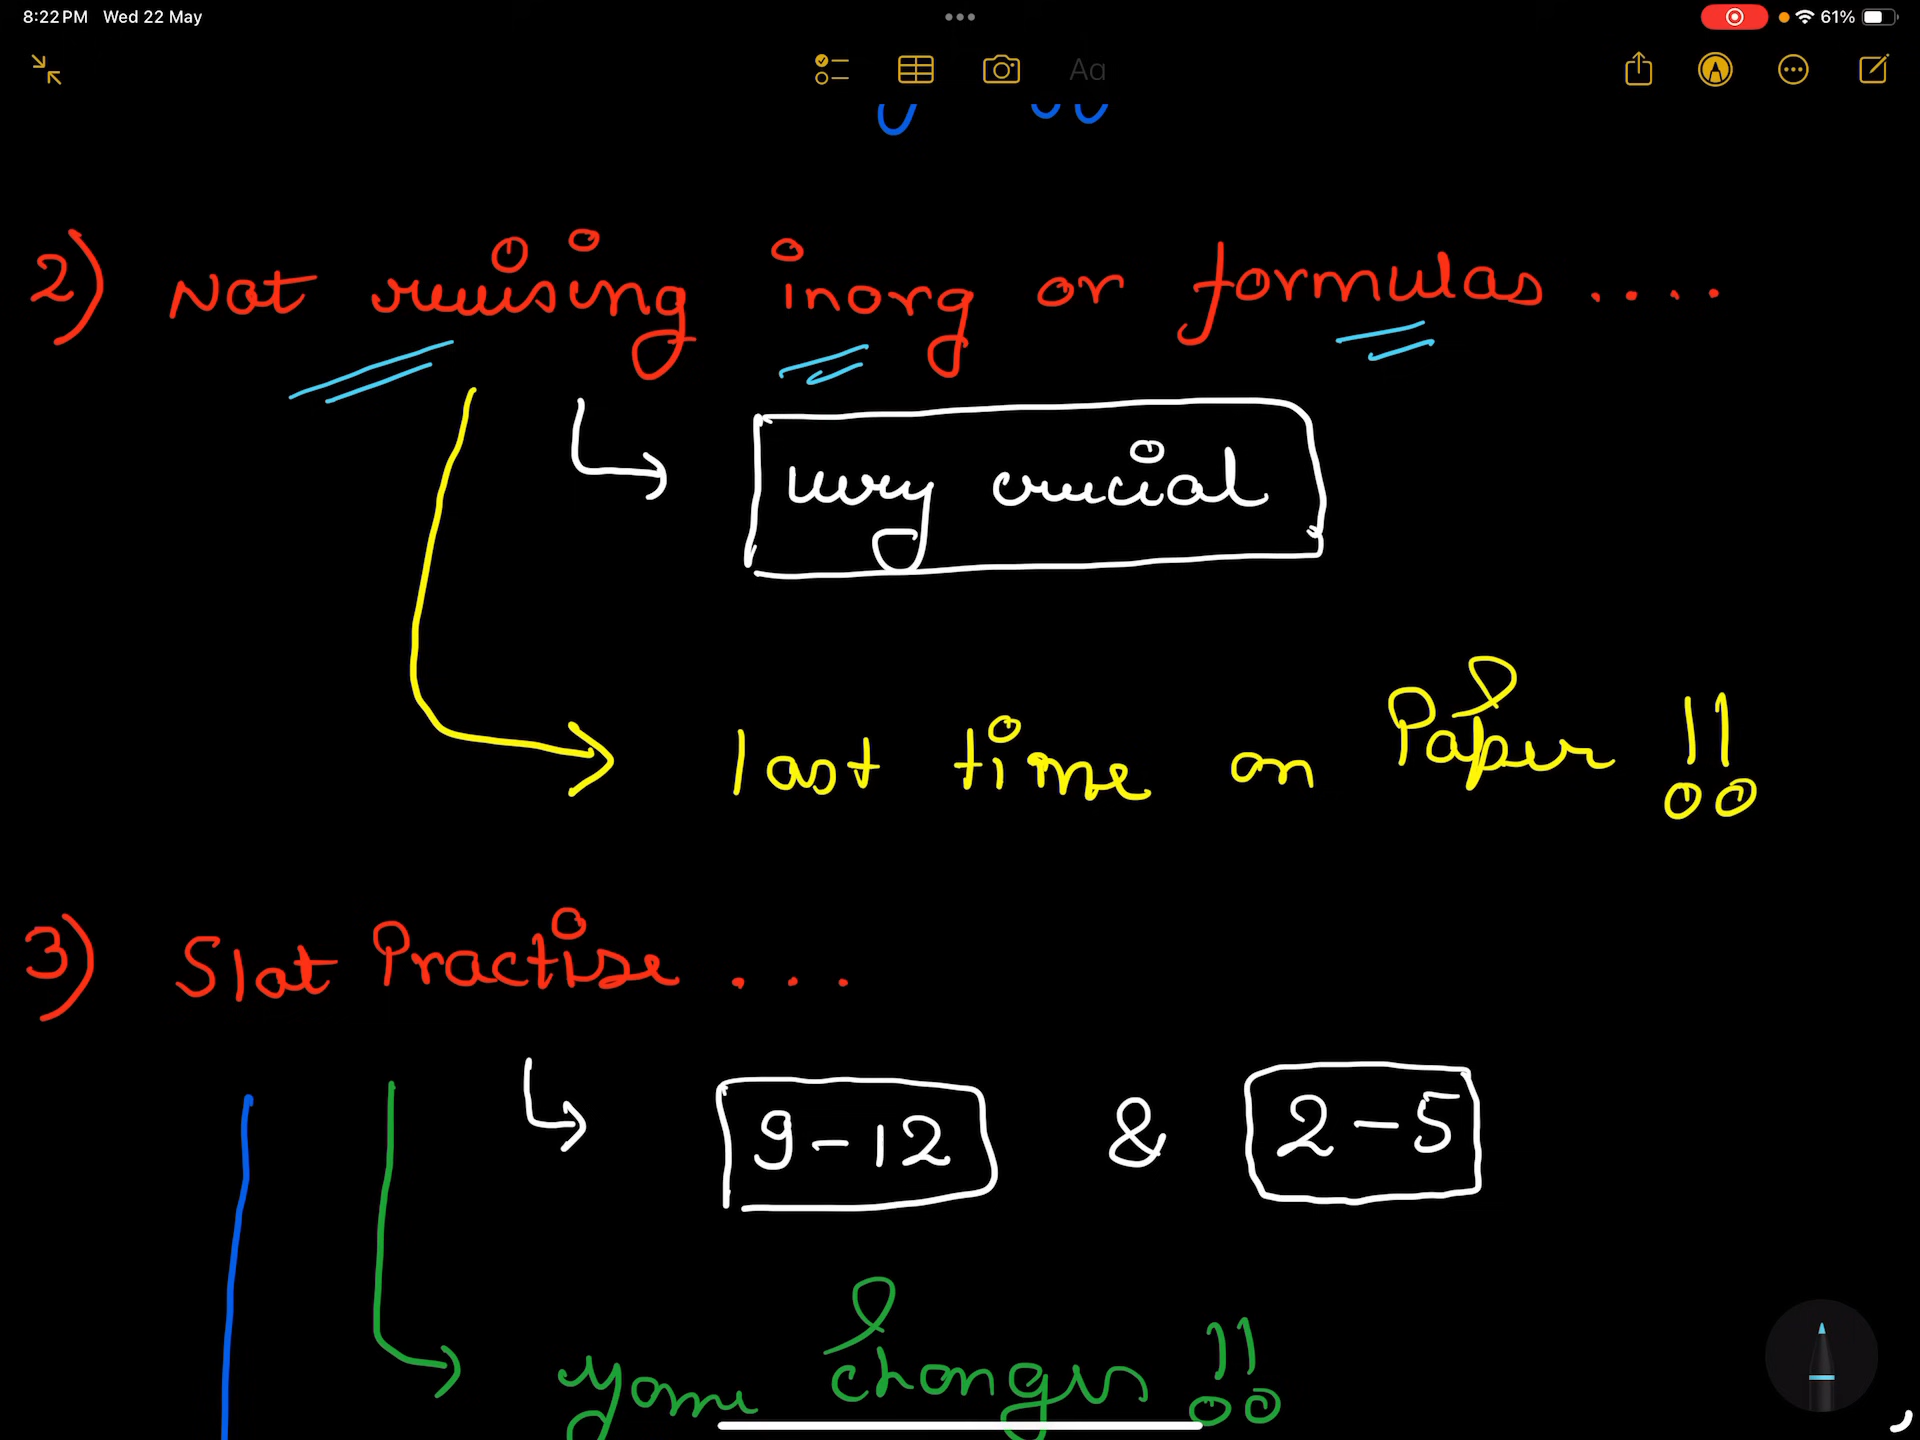 8:22 PM Wed 22 May
61%
Aa
2) Not revising inorg or formulas ....
very crucial
last time on Paper !!
3) Slot Practise ...
9-12 & 2-5
game changer !!